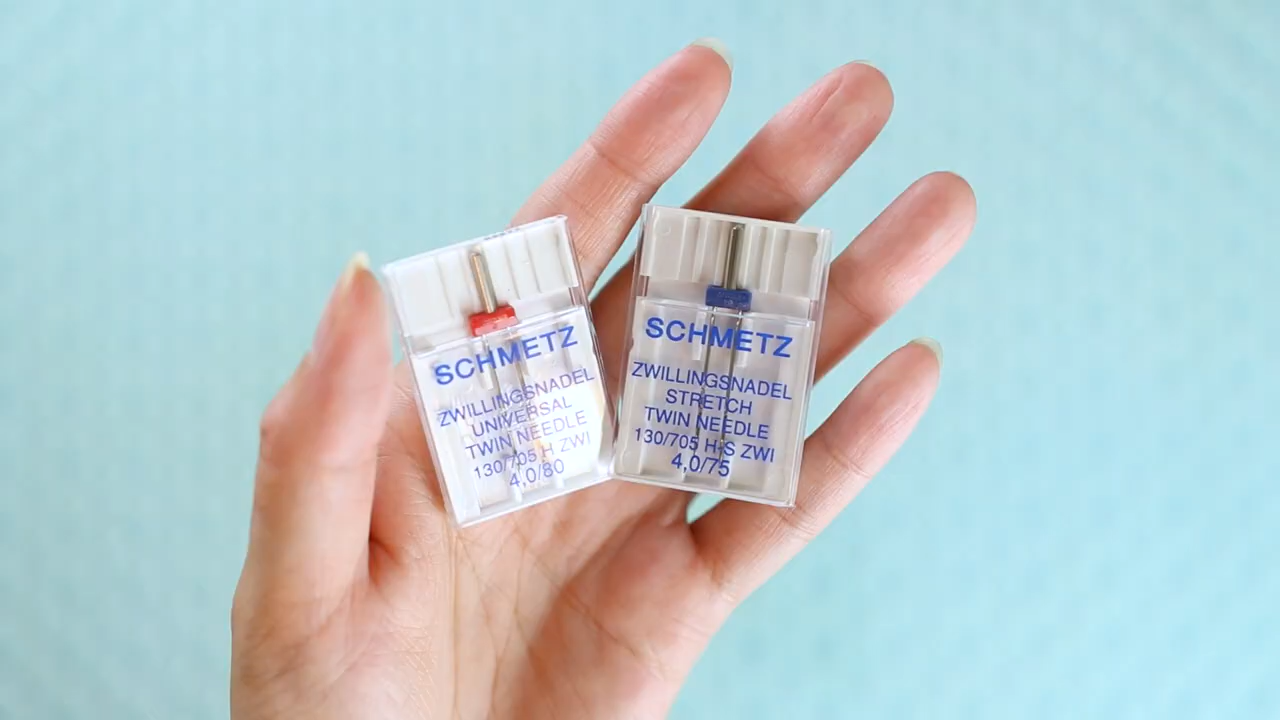 SCHMETZ
ZWILLINGSNADEL
UNIVERSAL
TWIN NEEDLE
130/705 H ZWI
4,0/80
SCHMETZ
ZWILLINGSNADEL
STRETCH
TWIN NEEDLE
130/705 H-S ZWI
4,0/75